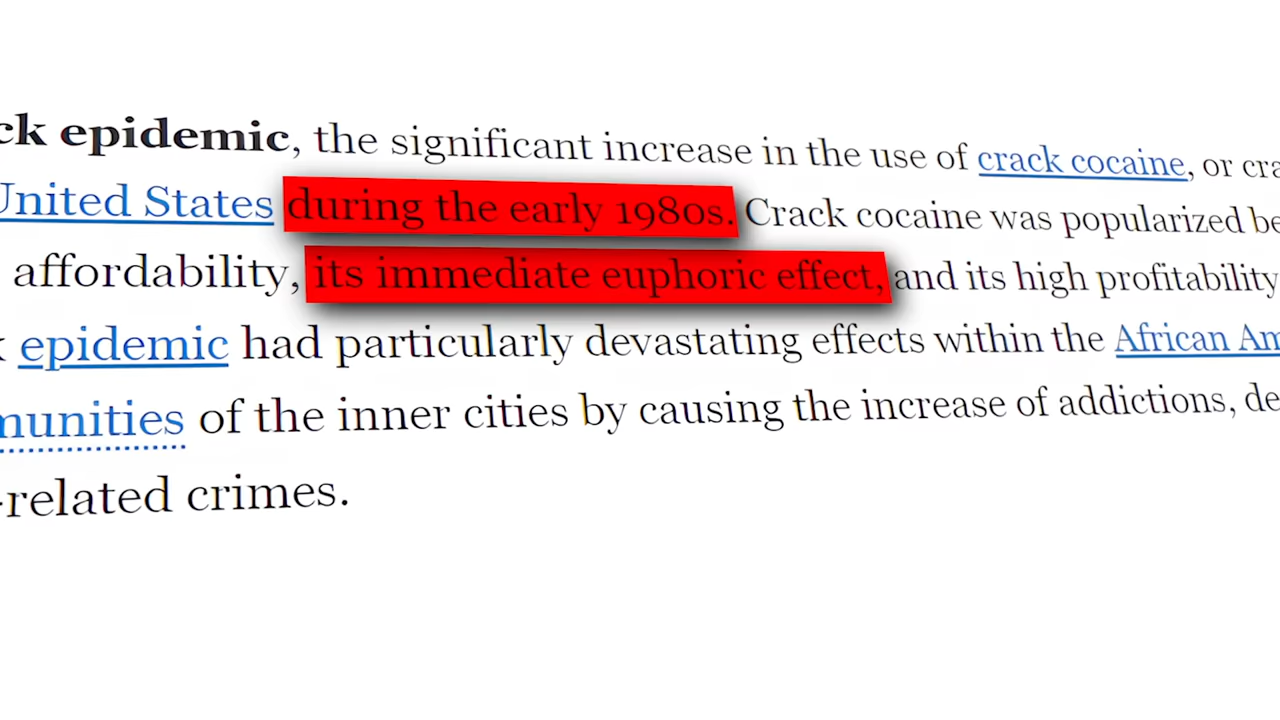 ck epidemic, the significant increase in the use of crack cocaine, or cra
United States during the early 1980s. Crack cocaine was popularized be
affordability, its immediate euphoric effect, and its high profitability
epidemic had particularly devastating effects within the African Am
munities of the inner cities by causing the increase of addictions, de
-related crimes.